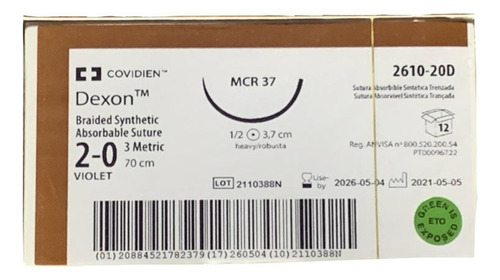 COVIDIEN™
Dexon™
Braided Synthetic
Absorbable Suture
2-0 3 Metric
70 cm
VIOLET
MCR 37
1/2 3,7 cm
heavy/robusta
2610-20D
Sutura Absorbible Sintética Trenzada
Sutura Absorvível Sintética Trançada
12
Reg. ANVISA nº 800.520.200.54
PT0096722
LOT 2110388N
Use-by 2026-05-04
2021-05-05
GREEN IS
ETO
EXPOSED
(01)20884521782379(17)260504(10)2110388N